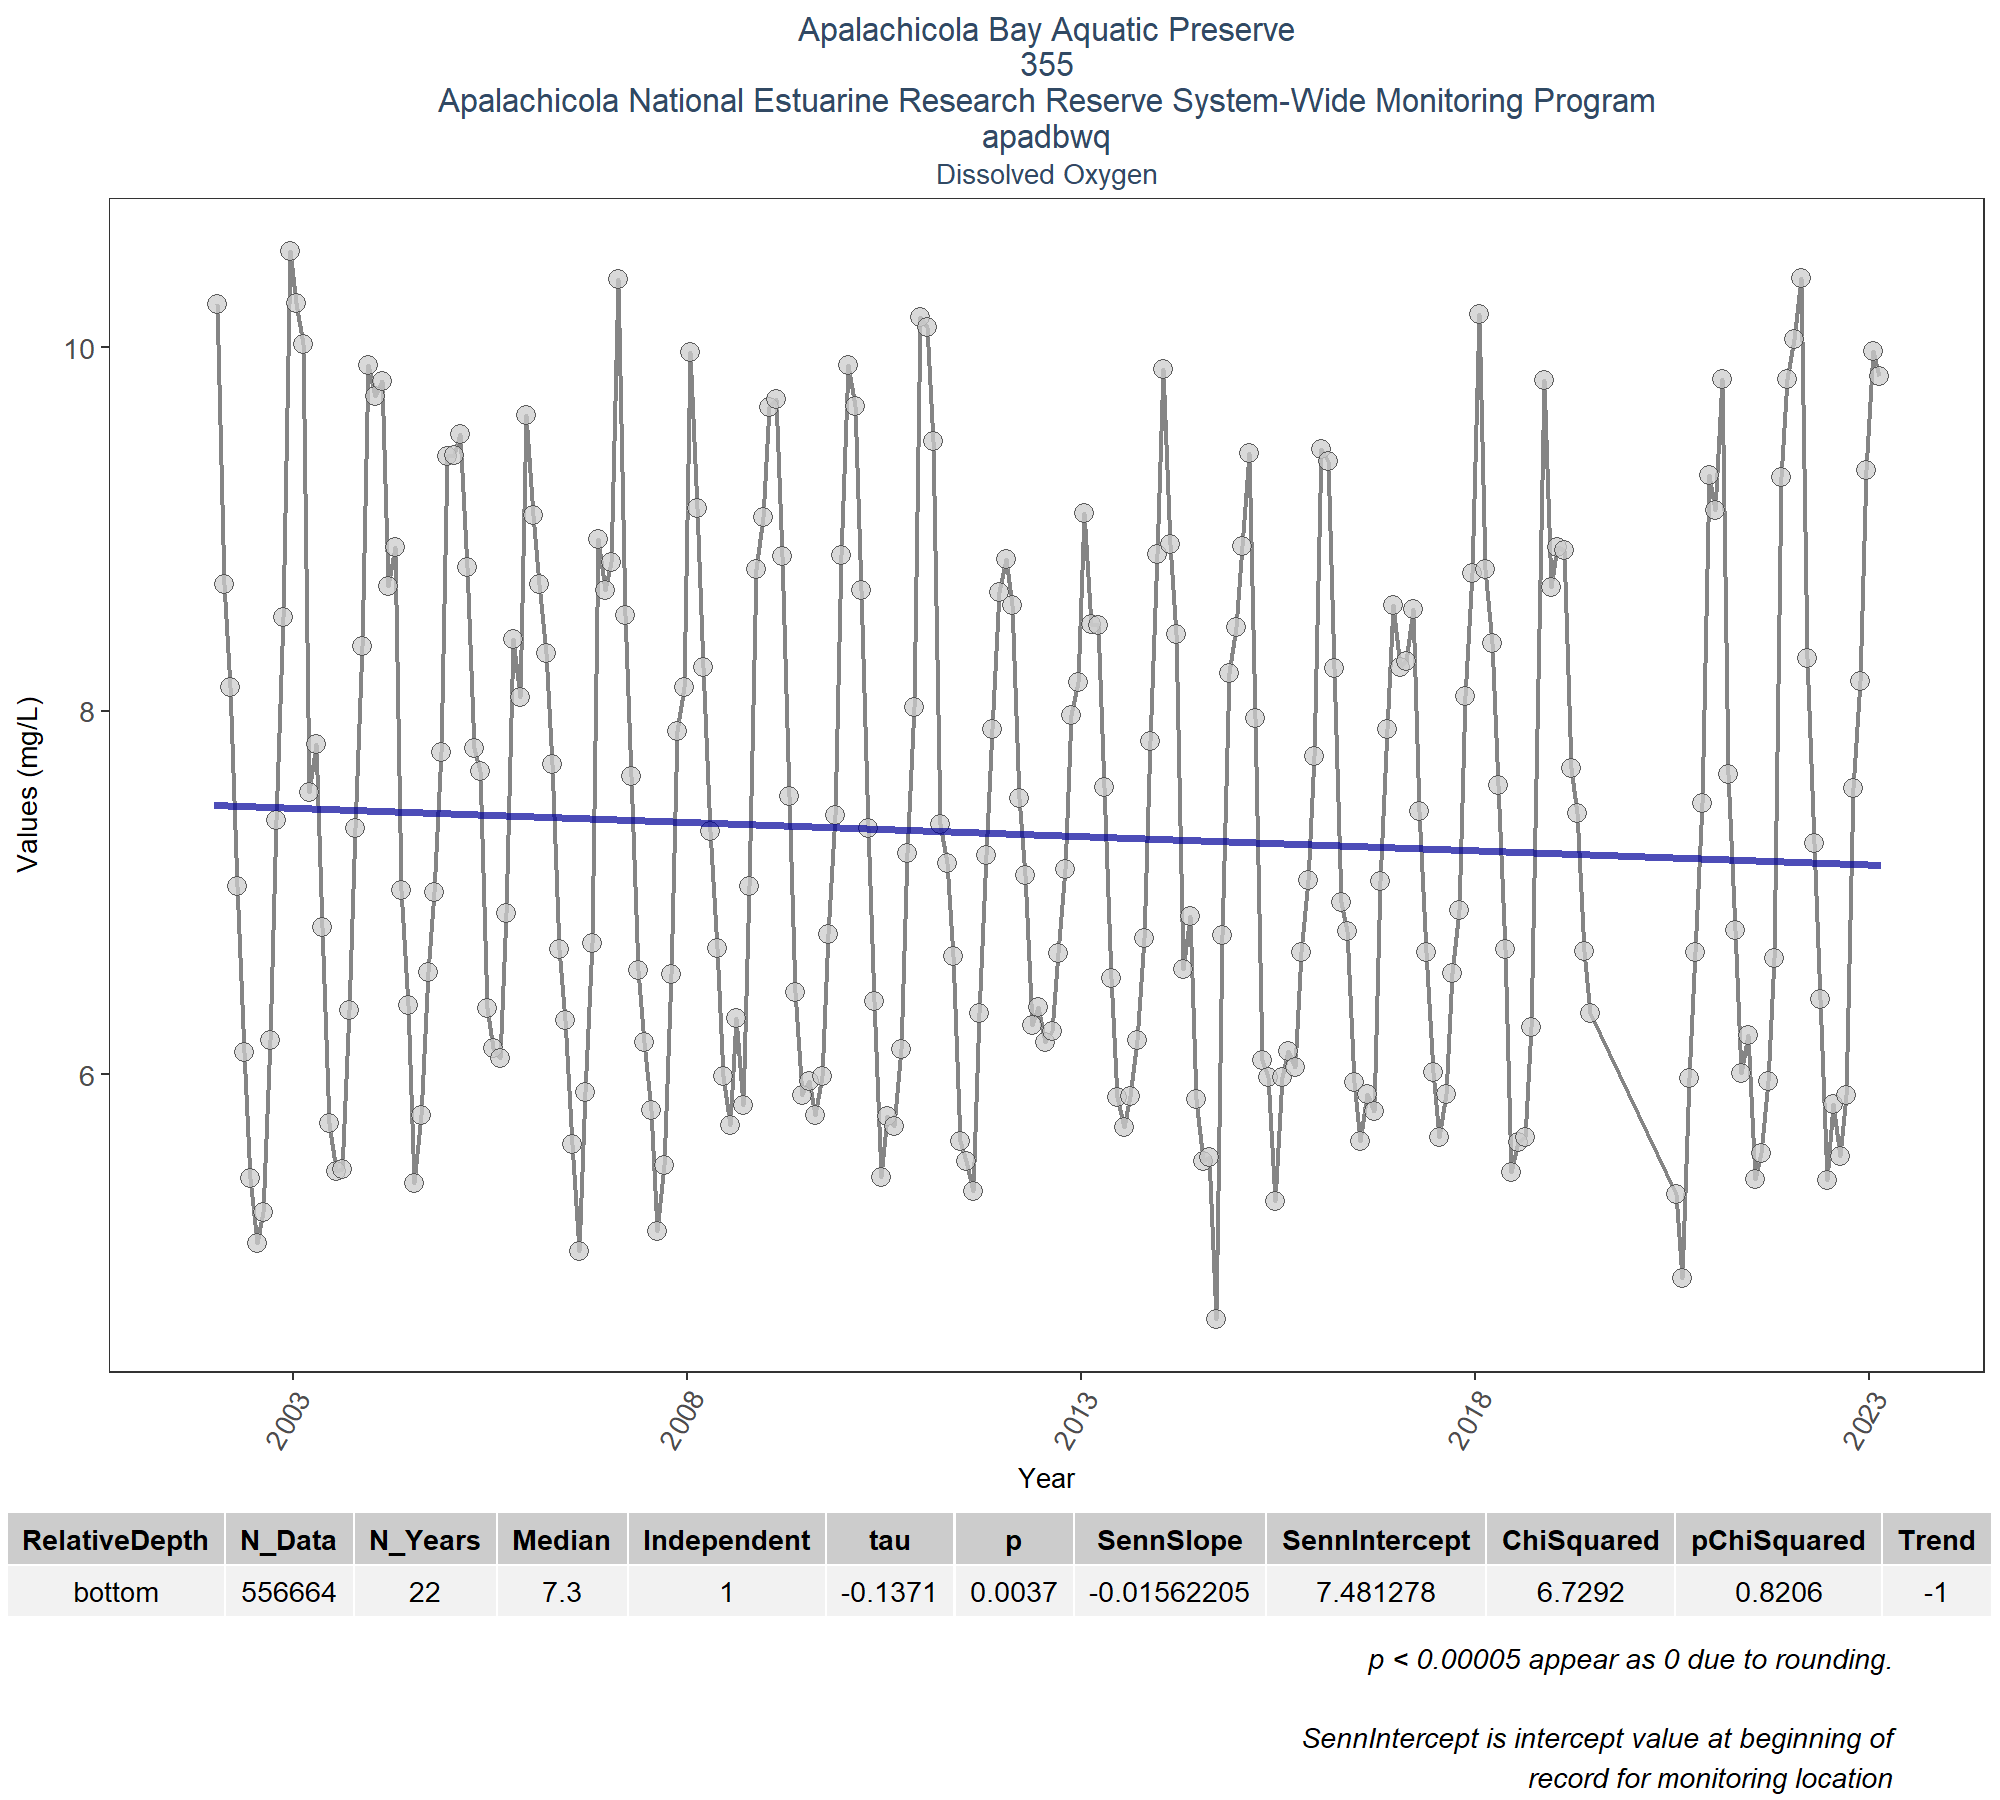 Apalachicola Bay Aquatic Preserve
355
Apalachicola National Estuarine Research Reserve System-Wide Monitoring Program
apadbwq
Dissolved Oxygen
10
8
6
Values (mg/L)
2003 2008 2013 2018 2023
Year
RelativeDepth N_Data N_Years Median Independent tau p SennSlope SennIntercept ChiSquared pChiSquared Trend
bottom 556664 22 7.3 1 -0.1371 0.0037 -0.01562205 7.481278 6.7292 0.8206 -1
p < 0.00005 appear as 0 due to rounding.
SennIntercept is intercept value at beginning of
record for monitoring location